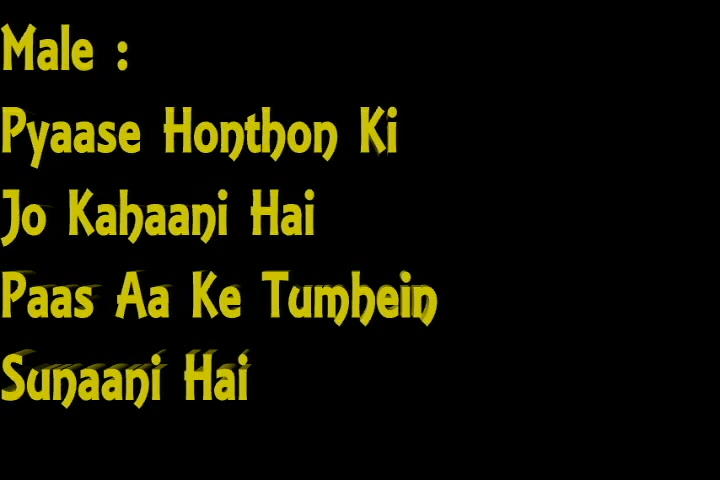 Male :
Pyaase Honthon Ki
Jo Kahaani Hai
Paas Aa Ke Tumhein
Sunaani Hai